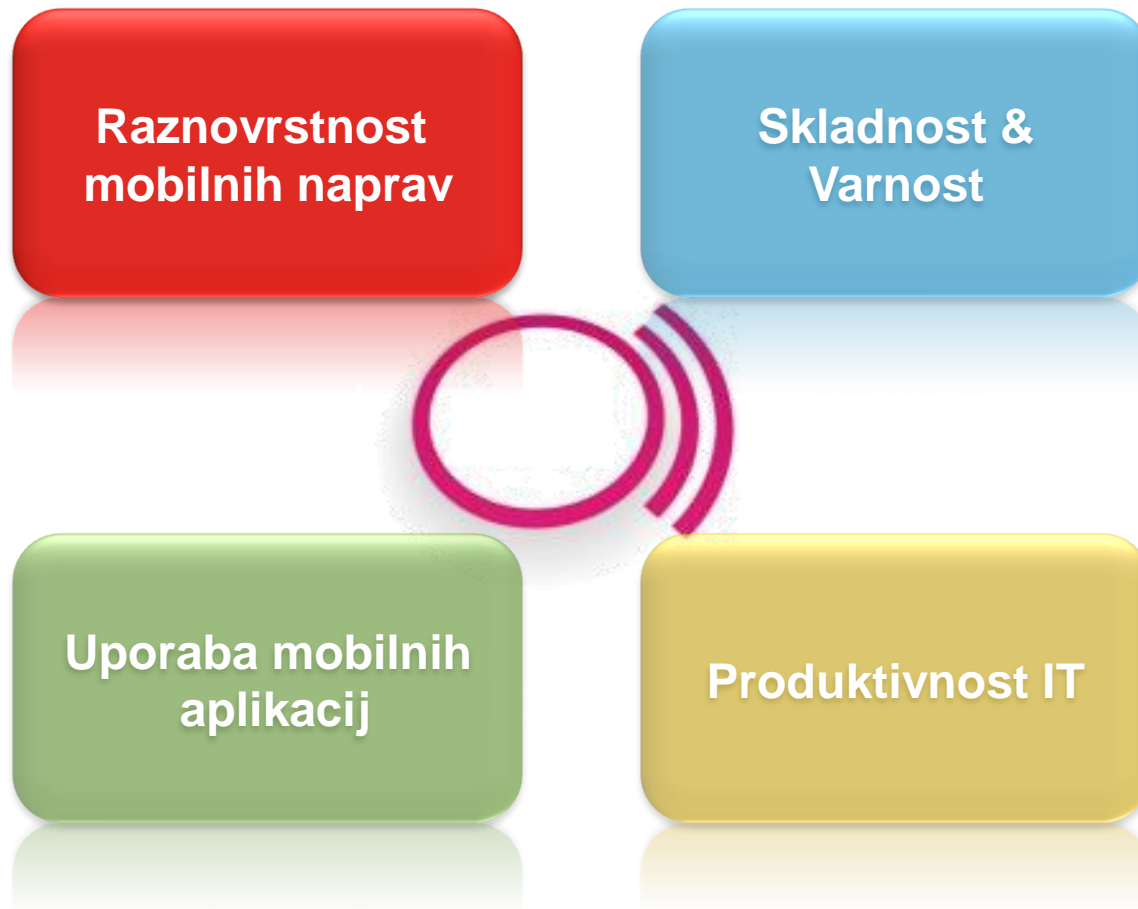 Raznovrstnost
mobilnih naprav
Skladnost &
Varnost
Uporaba mobilnih
aplikacij
Produktivnost IT